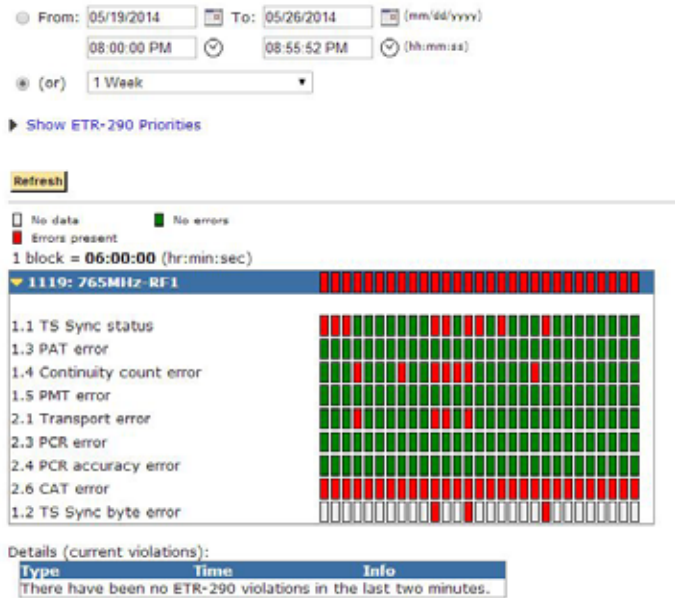 From: 05/19/2014 To: 05/26/2014 (mm/dd/yyyy)
08:00:00 PM 08:55:52 PM (hh:mm:ss)
(or) 1 Week
Show ETR-290 Priorities
Refresh
No data No errors
Errors present
1 block = 06:00:00 (hr:min:sec)
1119: 765MHz-RF1
1.1 TS Sync status
1.3 PAT error
1.4 Continuity count error
1.5 PMT error
2.1 Transport error
2.3 PCR error
2.4 PCR accuracy error
2.6 CAT error
1.2 TS Sync byte error
Details (current violations):
Type Time Info
There have been no ETR-290 violations in the last two minutes.